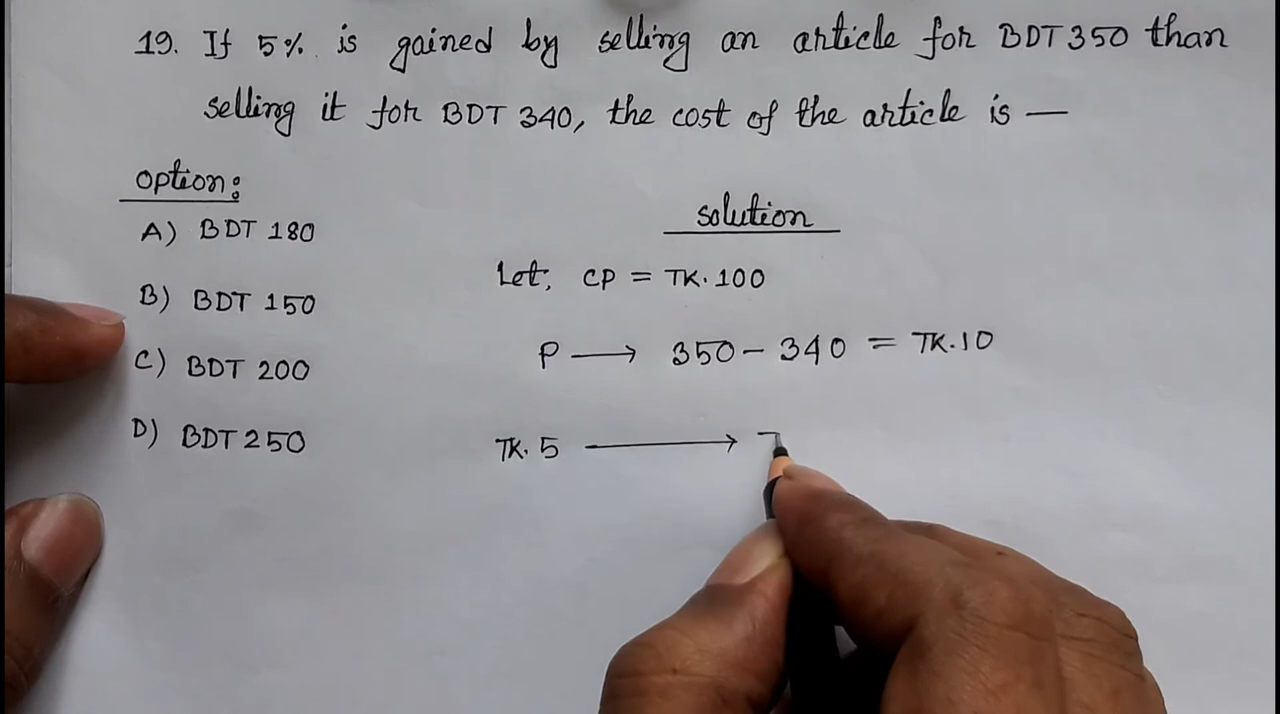 19. If 5% is gained by selling an article for BDT 350 than
selling it for BDT 340, the cost of the article is —
option:
A) BDT 180
B) BDT 150
C) BDT 200
D) BDT 250
solution
Let, CP = TK. 100
P → 350 - 340 = TK. 10
TK. 5 → T